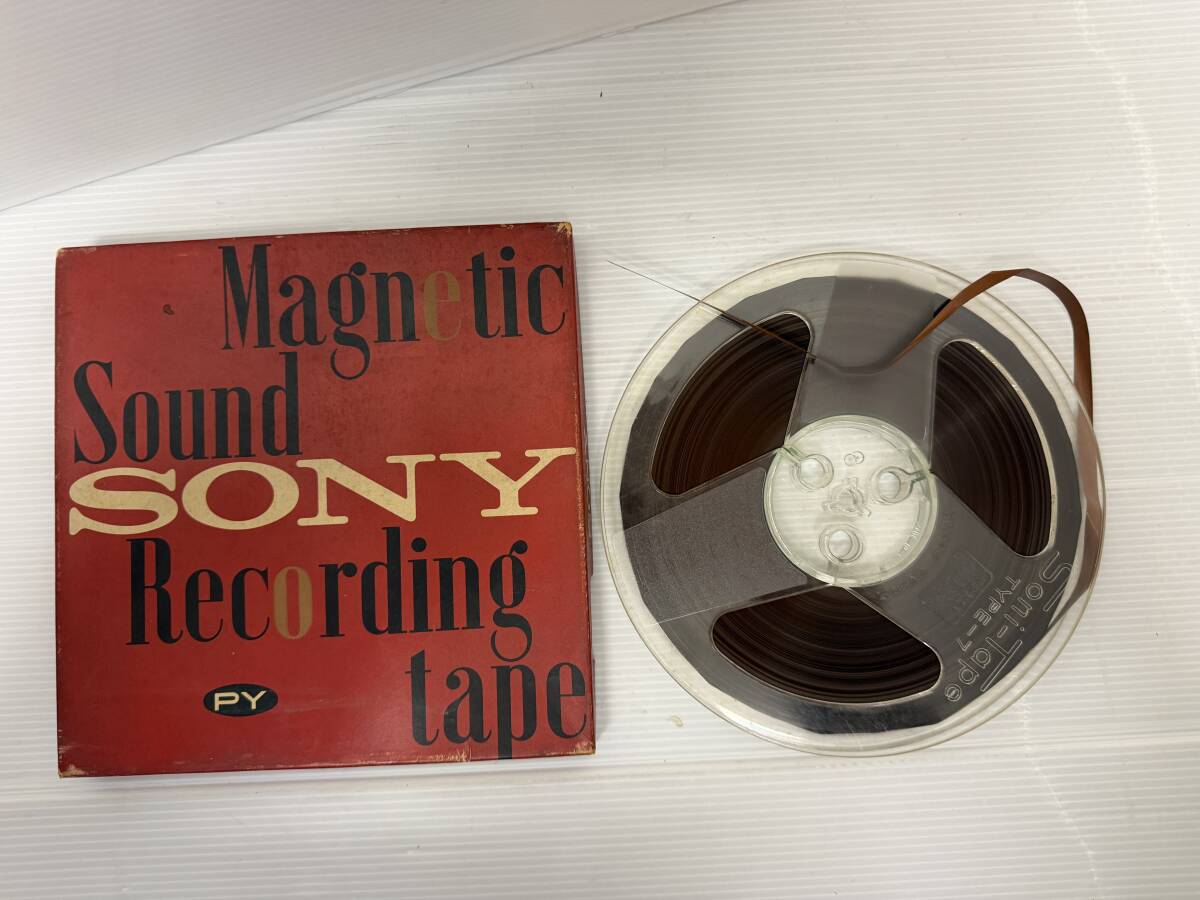 Magnetic
Sound
SONY
Recording
tape
PY
Soni-Tape
TYPE-7